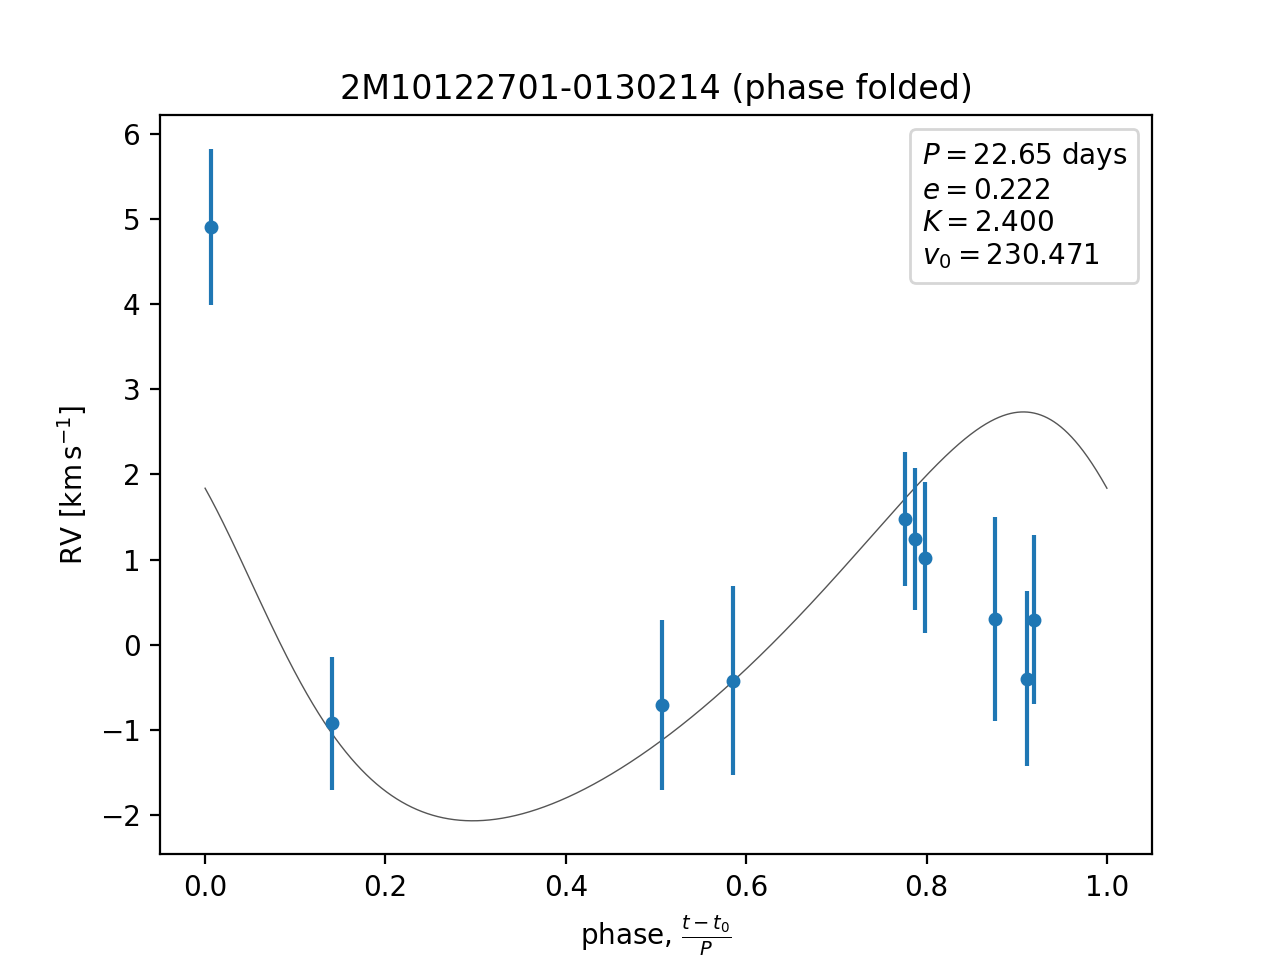 2M10122701-0130214 (phase folded)
P = 22.65 days
e = 0.222
K = 2.400
v₀ = 230.471
6
5
4
3
2
1
0
−1
−2
RV [km s⁻¹]
0.0 0.2 0.4 0.6 0.8 1.0
phase, (t − t₀)/P